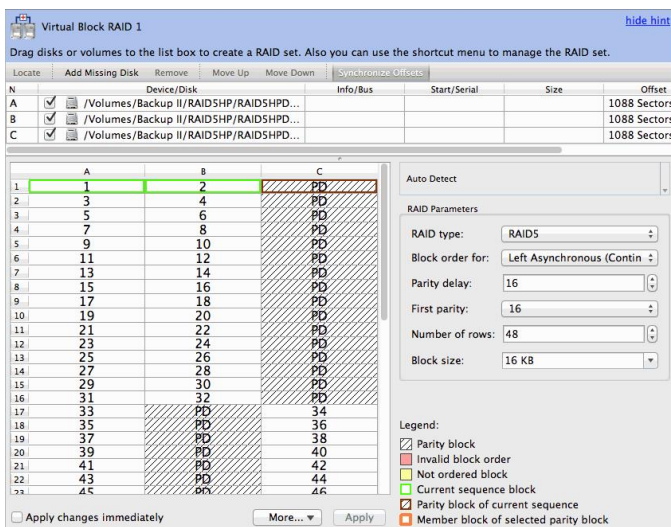 Virtual Block RAID 1
hide hint
Drag disks or volumes to the list box to create a RAID set. Also you can use the shortcut menu to manage the RAID set.
Locate Add Missing Disk Remove Move Up Move Down Synchronize Offsets
N Device/Disk Info/Bus Start/Serial Size Offset
A /Volumes/Backup II/RAID5HP/RAID5HPD... 1088 Sectors
B /Volumes/Backup II/RAID5HP/RAID5HPD... 1088 Sectors
C /Volumes/Backup II/RAID5HP/RAID5HPD... 1088 Sectors
A B C
1 1 2 PD
2 3 4 PD
3 5 6 PD
4 7 8 PD
5 9 10 PD
6 11 12 PD
7 13 14 PD
8 15 16 PD
9 17 18 PD
10 19 20 PD
11 21 22 PD
12 23 24 PD
13 25 26 PD
14 27 28 PD
15 29 30 PD
16 31 32 PD
17 33 PD 34
18 35 PD 36
19 37 PD 38
20 39 PD 40
21 41 PD 42
22 43 PD 44
23 45 PD 46
Apply changes immediately
More... Apply
Auto Detect
RAID Parameters
RAID type: RAID5
Block order for: Left Asynchronous (Contin
Parity delay: 16
First parity: 16
Number of rows: 48
Block size: 16 KB
Legend:
Parity block
Invalid block order
Not ordered block
Current sequence block
Parity block of current sequence
Member block of selected parity block